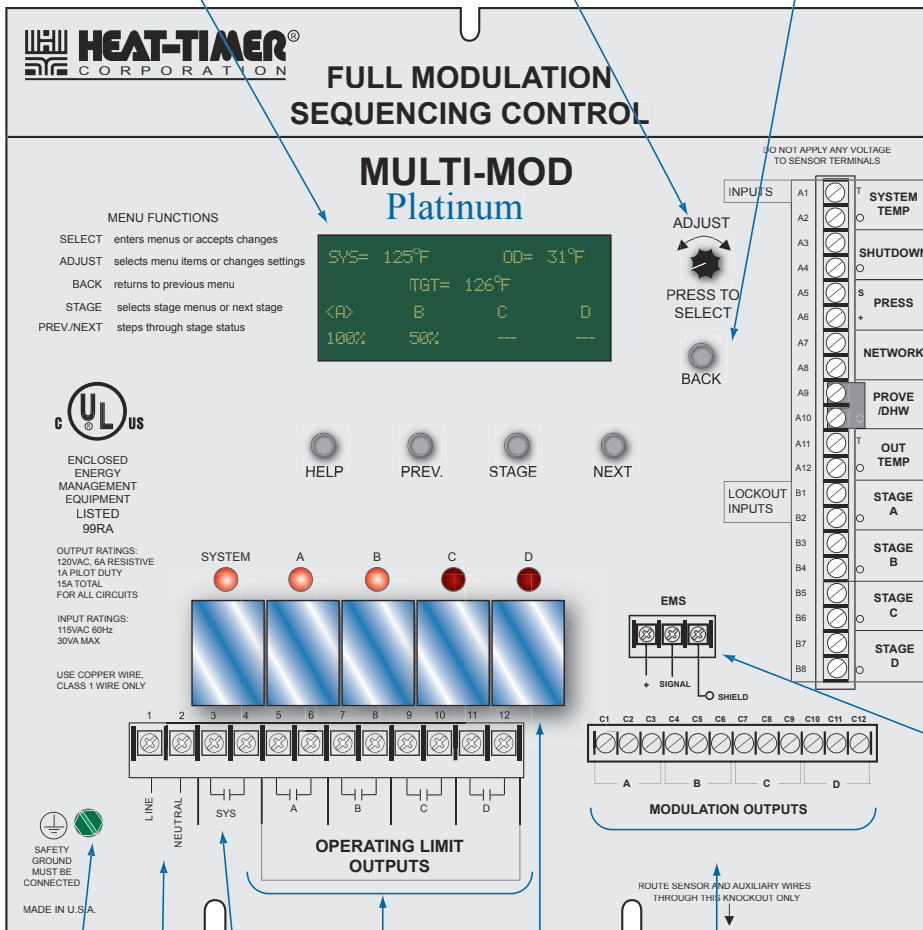 HEAT-TIMER®
CORPORATION
FULL MODULATION
SEQUENCING CONTROL
DO NOT APPLY ANY VOLTAGE
TO SENSOR TERMINALS
MULTI-MOD
Platinum
MENU FUNCTIONS
SELECT enters menus or accepts changes
ADJUST selects menu items or changes settings
BACK returns to previous menu
STAGE selects stage menus or next stage
PREV./NEXT steps through stage status
SYS= 125°F OD= 31°F
TGT= 126°F
<A> B C D
100% 50% --- ---
ADJUST
PRESS TO
SELECT
BACK
INPUTS
A1 T
A2 O
SYSTEM
TEMP
A3
A4 O
SHUTDOWN
A5 S
A6 +
PRESS
A7
A8
NETWORK
A9
A10 O
PROVE
/DHW
A11 T
A12 O
OUT
TEMP
LOCKOUT
INPUTS
B1
B2 O
STAGE
A
B3
B4 O
STAGE
B
B5
B6 O
STAGE
C
B7
B8 O
STAGE
D
C UL ® US
ENCLOSED
ENERGY
MANAGEMENT
EQUIPMENT
LISTED
99RA
HELP PREV. STAGE NEXT
OUTPUT RATINGS:
120VAC, 6A RESISTIVE
1A PILOT DUTY
15A TOTAL
FOR ALL CIRCUITS
INPUT RATINGS:
115VAC 60Hz
30VA MAX
USE COPPER WIRE,
CLASS 1 WIRE ONLY
SYSTEM A B C D
EMS
+ SIGNAL SHIELD
1 2 3 4 5 6 7 8 9 10 11 12
LINE
NEUTRAL
SYS A B C D
OPERATING LIMIT
OUTPUTS
C1 C2 C3 C4 C5 C6 C7 C8 C9 C10 C11 C12
A B C D
MODULATION OUTPUTS
SAFETY
GROUND
MUST BE
CONNECTED
MADE IN U.S.A.
ROUTE SENSOR AND AUXILIARY WIRES
THROUGH THIS KNOCKOUT ONLY